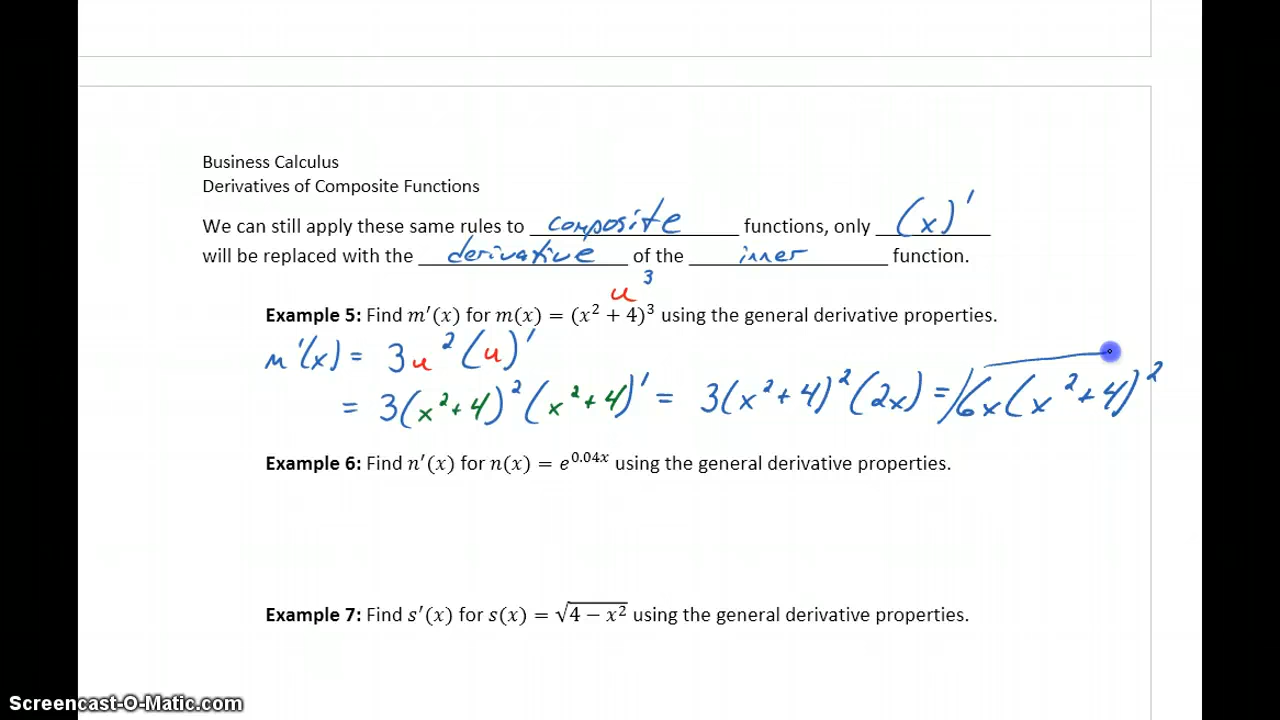 Business Calculus
Derivatives of Composite Functions
We can still apply these same rules to composite functions, only (x)′
will be replaced with the derivative of the inner function.
u³
Example 5: Find m′(x) for m(x) = (x² + 4)³ using the general derivative properties.
m′(x) = 3u²(u)′
= 3(x²+4)²(x²+4)′ = 3(x²+4)²(2x) = 6x(x²+4)²
Example 6: Find n′(x) for n(x) = e^0.04x using the general derivative properties.
Example 7: Find s′(x) for s(x) = √(4 − x²) using the general derivative properties.
Screencast-O-Matic.com